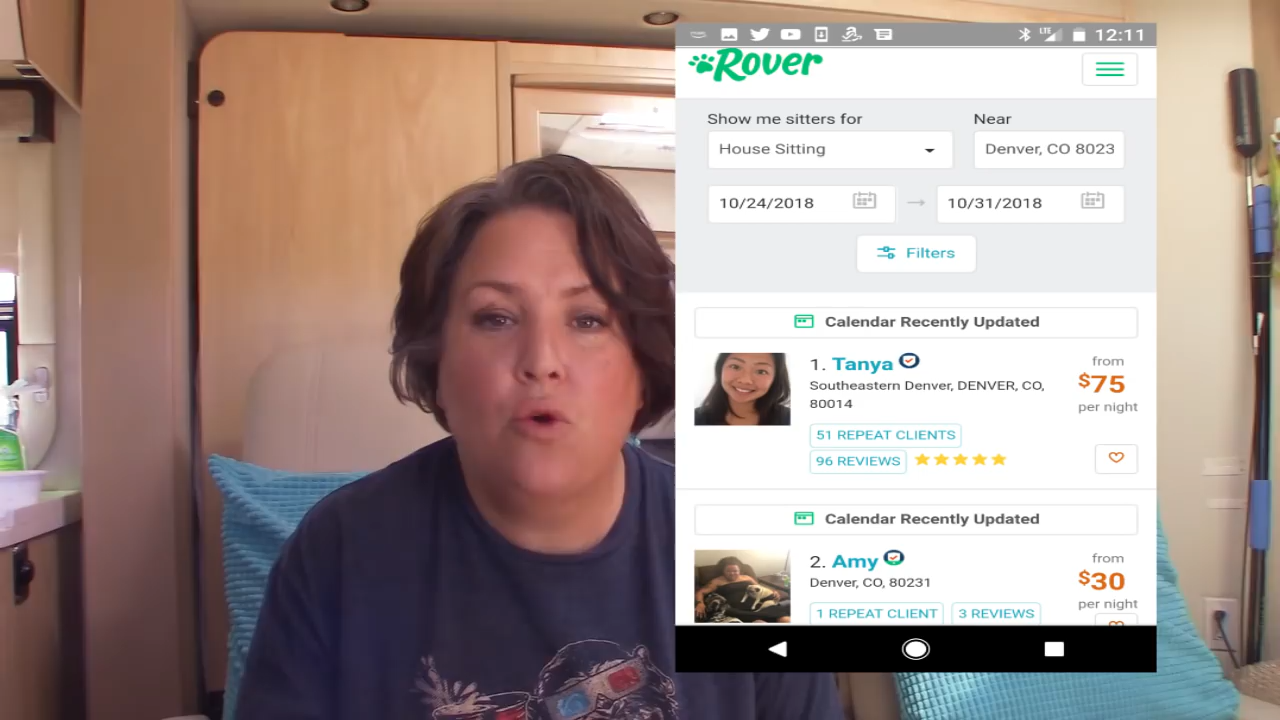 LTE 12:11
Rover
Show me sitters for
Near
House Sitting
Denver, CO 8023
10/24/2018 → 10/31/2018
Filters
Calendar Recently Updated
1. Tanya
from
$75
per night
Southeastern Denver, DENVER, CO,
80014
51 REPEAT CLIENTS
96 REVIEWS
Calendar Recently Updated
2. Amy
from
$30
per night
Denver, CO, 80231
1 REPEAT CLIENT 3 REVIEWS